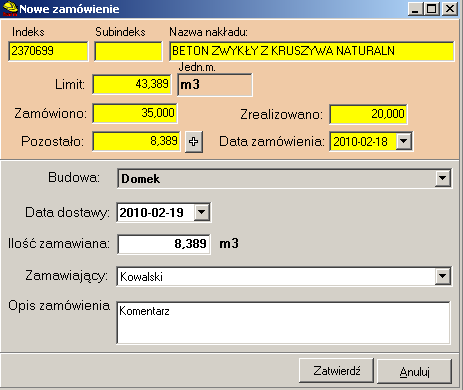 Nowe zamówienie
Indeks Subindeks Nazwa nakładu:
2370699 BETON ZWYKŁY Z KRUSZYWA NATURALN
Jedn.m.
Limit: 43,389 m3
Zamówiono: 35,000 Zrealizowano: 20,000
Pozostało: 8,389 Data zamówienia: 2010-02-18
Budowa: Domek
Data dostawy: 2010-02-19
Ilość zamawiana: 8,389 m3
Zamawiający: Kowalski
Opis zamówienia Komentarz
Zatwierdź Anuluj